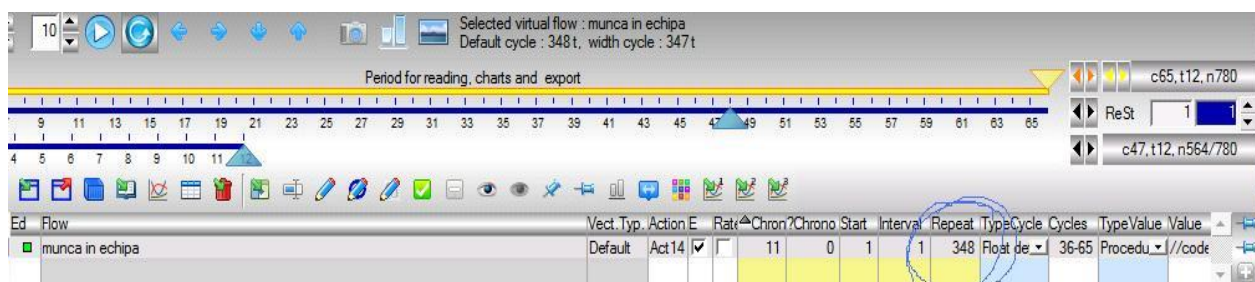 10
Selected virtual flow : munca in echipa
Default cycle : 348 t, width cycle : 347 t
Period for reading, charts and export
c65, t12, n780
9 11 13 15 17 19 21 23 25 27 29 31 33 35 37 39 41 43 45 47 49 51 53 55 57 59 61 63 65
ReSt 1 1
4 5 6 7 8 9 10 11 12
c47, t12, n564/780
Ed Flow Vect.Typ. Action E Rate Chron ?Chrono Start Interval Repeat TypeCycle Cycles TypeValue Value
munca in echipa Default Act14 11 0 1 1 348 Float de 36-65 Procedu //code